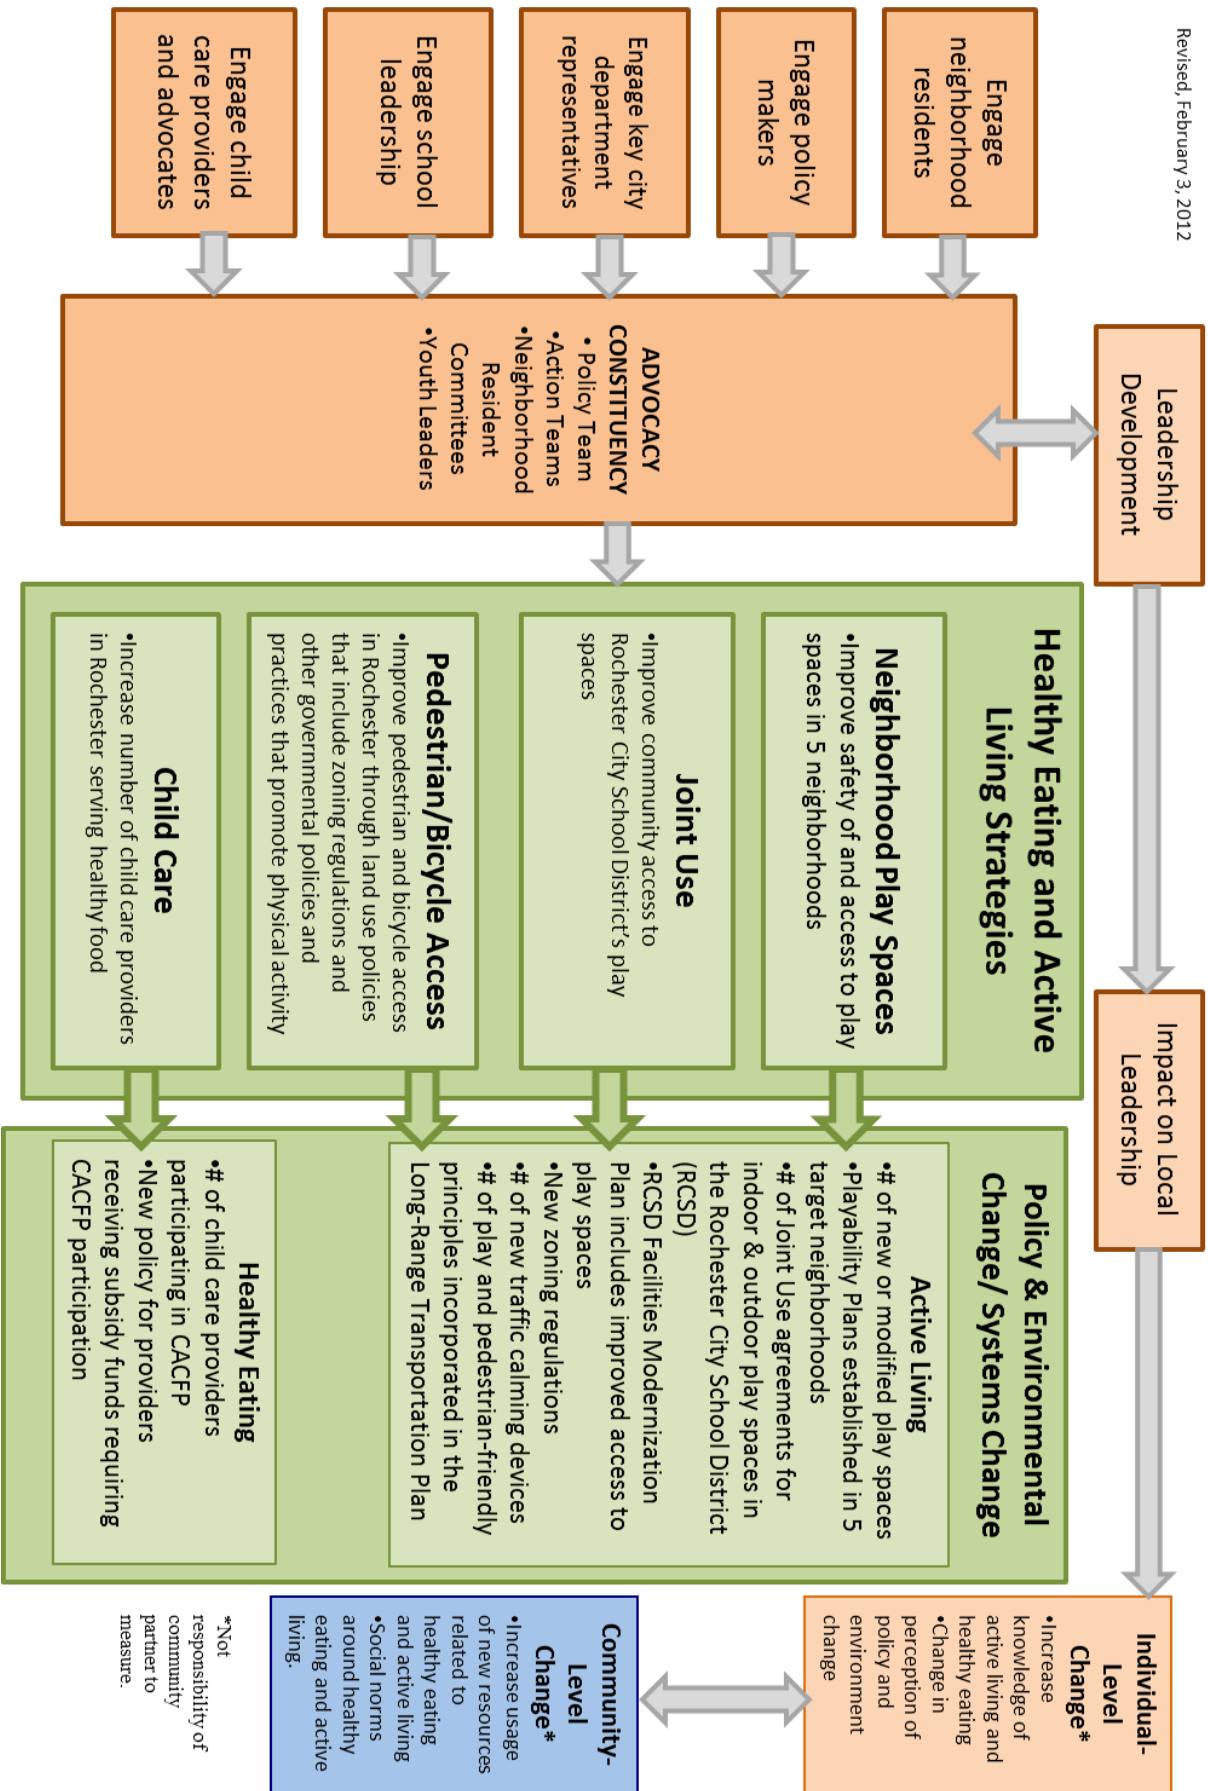 Revised, February 3, 2012
Leadership
Development
Impact on Local
Leadership
Engage
neighborhood
residents
Engage policy
makers
Engage key city
department
representatives
Engage school
leadership
Engage child
care providers
and advocates
ADVOCACY
CONSTITUENCY
• Policy Team
•Action Teams
•Neighborhood
Resident
Committees
•Youth Leaders
Healthy Eating and Active
Living Strategies
Neighborhood Play Spaces
•Improve safety of and access to play
spaces in 5 neighborhoods
Joint Use
•Improve community access to
Rochester City School District's play
spaces
Pedestrian/Bicycle Access
•Improve pedestrian and bicycle access
in Rochester through land use policies
that include zoning regulations and
other governmental policies and
practices that promote physical activity
Child Care
•Increase number of child care providers
in Rochester serving healthy food
Policy & Environmental
Change/ Systems Change
Active Living
•# of new or modified play spaces
•Playability Plans established in 5
target neighborhoods
•# of Joint Use agreements for
indoor & outdoor play spaces in
the Rochester City School District
(RCSD)
•RCSD Facilities Modernization
Plan includes improved access to
play spaces
•New zoning regulations
•# of new traffic calming devices
•# of play and pedestrian-friendly
principles incorporated in the
Long-Range Transportation Plan
Healthy Eating
•# of child care providers
participating in CACFP
•New policy for providers
receiving subsidy funds requiring
CACFP participation
Individual-
Level
Change*
•Increase
knowledge of
active living and
healthy eating
•Change in
perception of
policy and
environment
change
Community-
Level
Change*
•Increase usage
of new resources
related to
healthy eating
and active living
•Social norms
around healthy
eating and active
living.
*Not
responsibility of
community
partner to
measure.